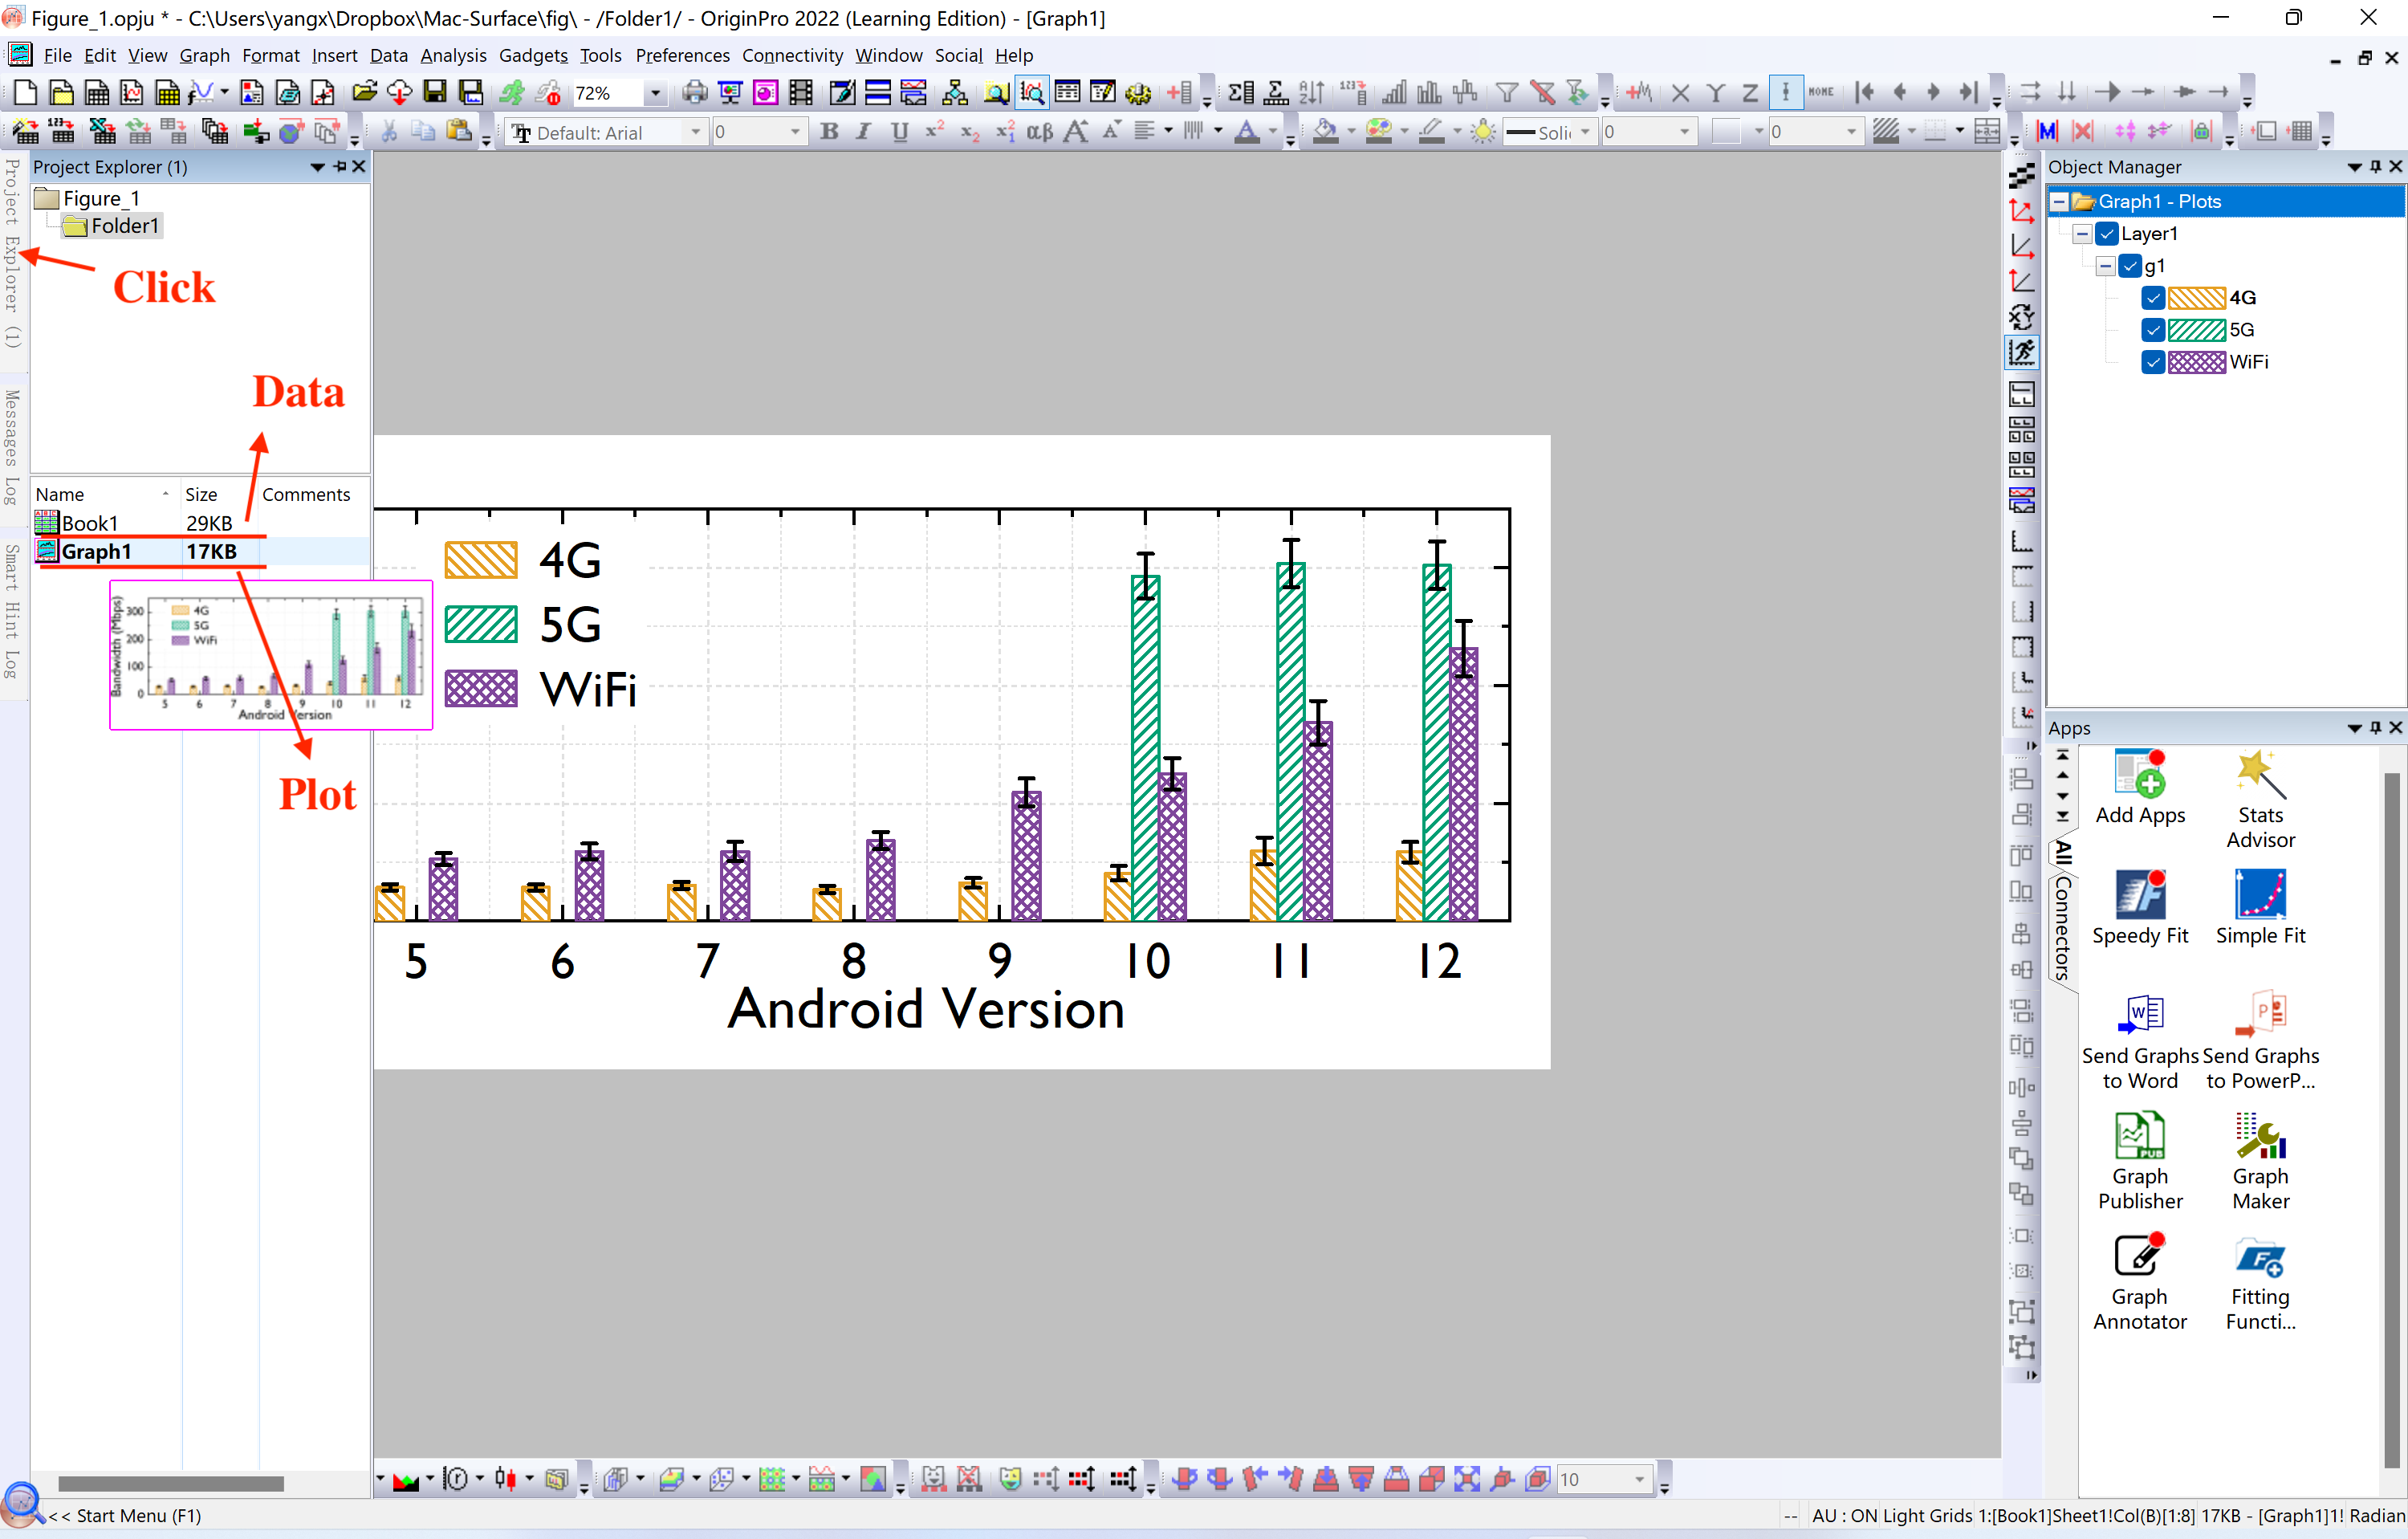 Figure_1.opju * - C:\Users\yangx\Dropbox\Mac-Surface\fig\ - /Folder1/ - OriginPro 2022 (Learning Edition) - [Graph1]
File Edit View Graph Format Insert Data Analysis Gadgets Tools Preferences Connectivity Window Social Help
72%
HOME
Default: Arial
0
B I U
αβ
A
Soli
0
0
Project Explorer (1)
Messages Log
Smart Hint Log
Project Explorer (1)
Figure_1
Folder1
Click
Data
Name Size Comments
Book1 29KB
Graph1 17KB
Bandwidth (Mbps)
300
200
100
0
4G
5G
WiFi
5 6 7 8 9 10 11 12
Android Version
Plot
4G
5G
WiFi
5 6 7 8 9 10 11 12
Android Version
Object Manager
Graph1 - Plots
Layer1
g1
4G
5G
WiFi
Apps
All
Connectors
Add Apps
Stats
Advisor
Speedy Fit
Simple Fit
Send Graphs
to Word
Send Graphs
to PowerP...
Graph
Publisher
Graph
Maker
Graph
Annotator
Fitting
Functi...
10
<< Start Menu (F1)
-- AU : ON Light Grids 1:[Book1]Sheet1!Col(B)[1:8] 17KB - [Graph1]1! Radian